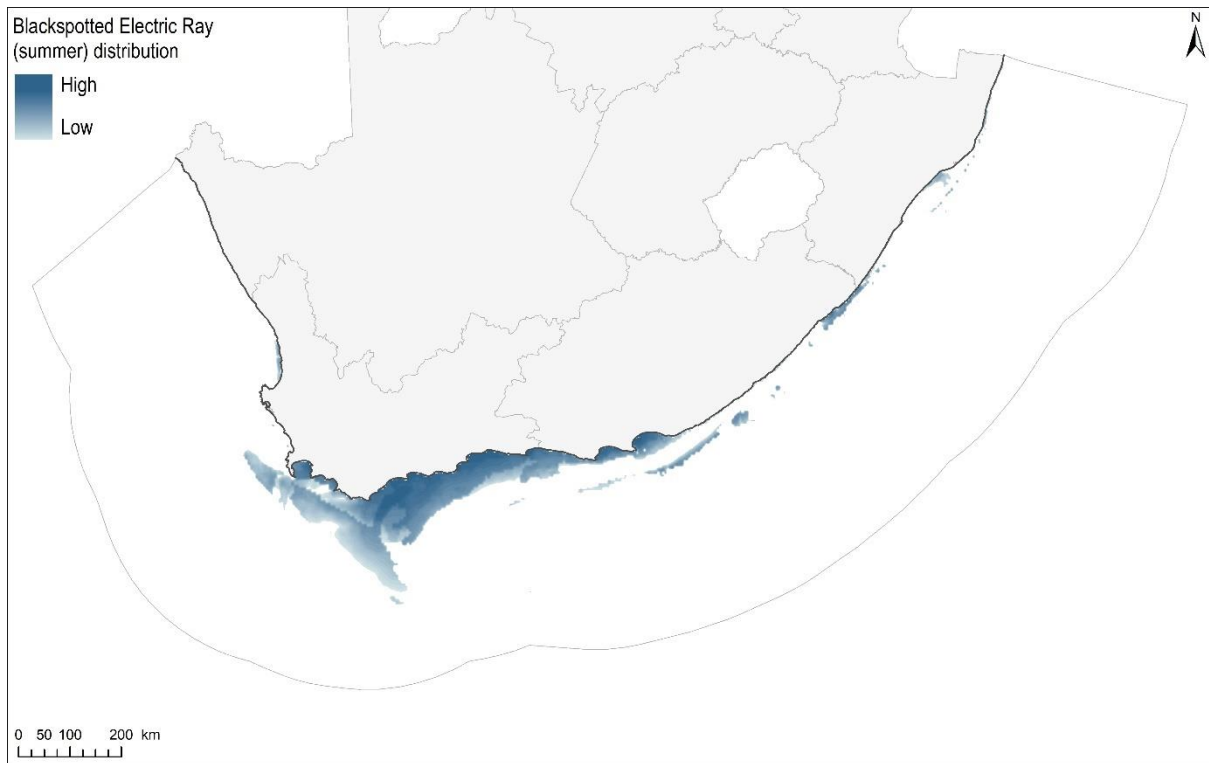 Blackspotted Electric Ray
(summer) distribution
High
Low
N
0 50 100 200 km